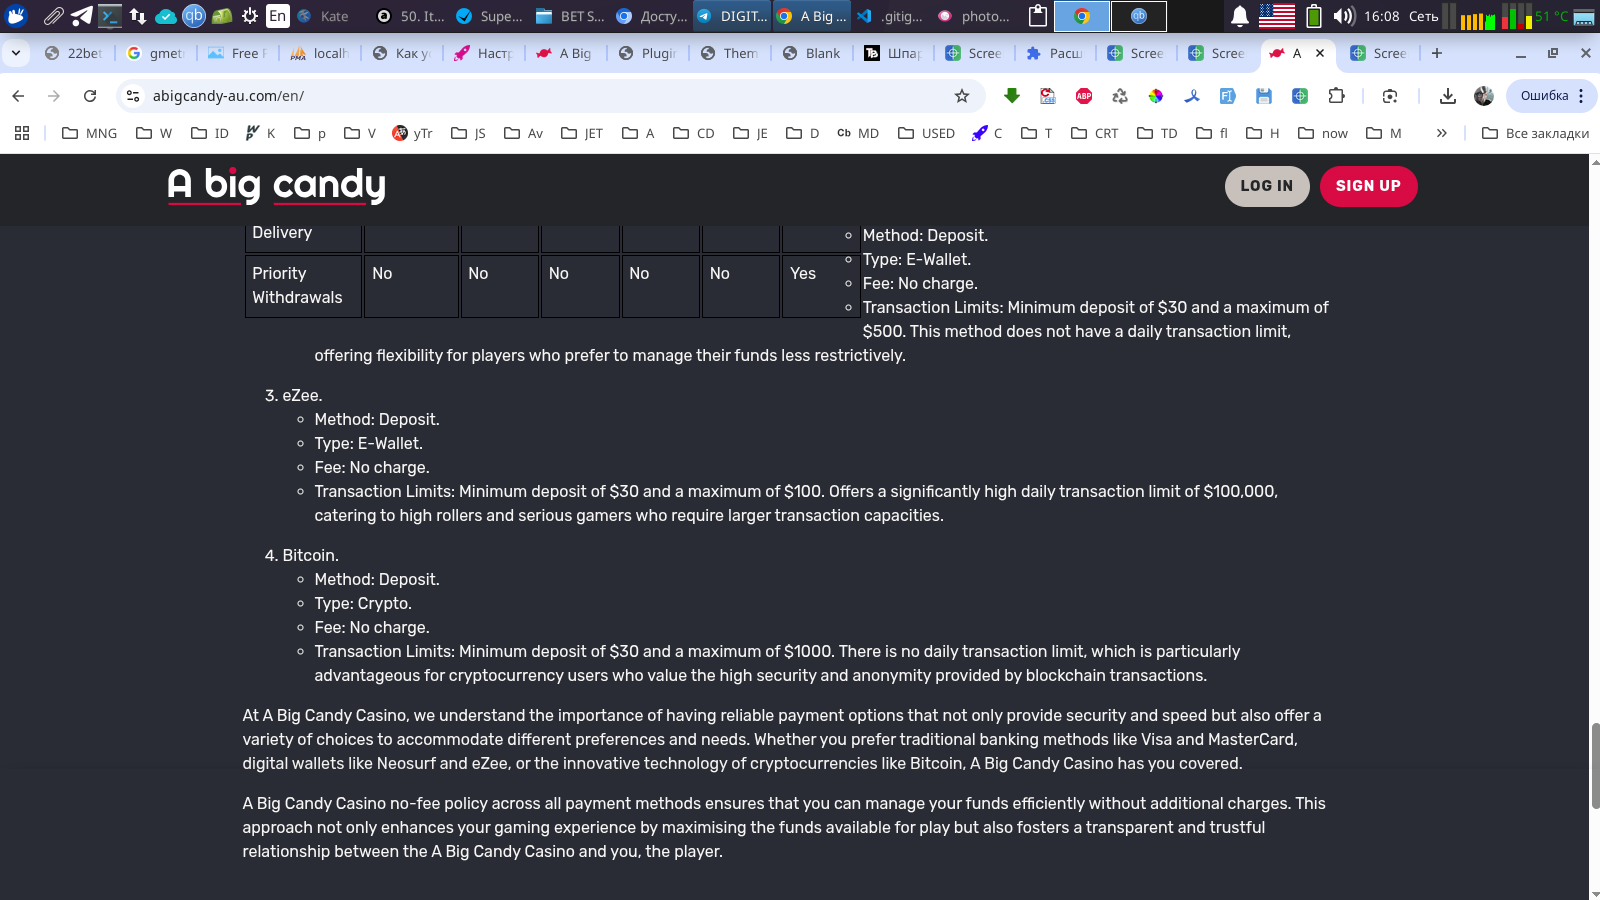 En
Kate
50. It...
Supe...
BET S...
Досту...
DIGIT...
A Big ...
.gitig...
photo...
16:08
Сеть
51 °C
22bet
gmet
Free F
localh
Как у
Настр
A Big
Plugi
Them
Blank
Шпар
Scree
Расш
Scree
Scree
A
Scree
abigcandy-au.com/en/
Ошибка
MNG
W
ID
K
p
V
yTr
JS
Av
JET
A
CD
JE
D
MD
USED
C
T
CRT
TD
fl
H
now
M
Все закладки
A big candy
LOG IN
SIGN UP
Delivery
Priority Withdrawals No No No No No Yes
Method: Deposit.
Type: E-Wallet.
Fee: No charge.
Transaction Limits: Minimum deposit of $30 and a maximum of
$500. This method does not have a daily transaction limit,
offering flexibility for players who prefer to manage their funds less restrictively.
3. eZee.
Method: Deposit.
Type: E-Wallet.
Fee: No charge.
Transaction Limits: Minimum deposit of $30 and a maximum of $100. Offers a significantly high daily transaction limit of $100,000,
catering to high rollers and serious gamers who require larger transaction capacities.
4. Bitcoin.
Method: Deposit.
Type: Crypto.
Fee: No charge.
Transaction Limits: Minimum deposit of $30 and a maximum of $1000. There is no daily transaction limit, which is particularly
advantageous for cryptocurrency users who value the high security and anonymity provided by blockchain transactions.
At A Big Candy Casino, we understand the importance of having reliable payment options that not only provide security and speed but also offer a
variety of choices to accommodate different preferences and needs. Whether you prefer traditional banking methods like Visa and MasterCard,
digital wallets like Neosurf and eZee, or the innovative technology of cryptocurrencies like Bitcoin, A Big Candy Casino has you covered.
A Big Candy Casino no-fee policy across all payment methods ensures that you can manage your funds efficiently without additional charges. This
approach not only enhances your gaming experience by maximising the funds available for play but also fosters a transparent and trustful
relationship between the A Big Candy Casino and you, the player.